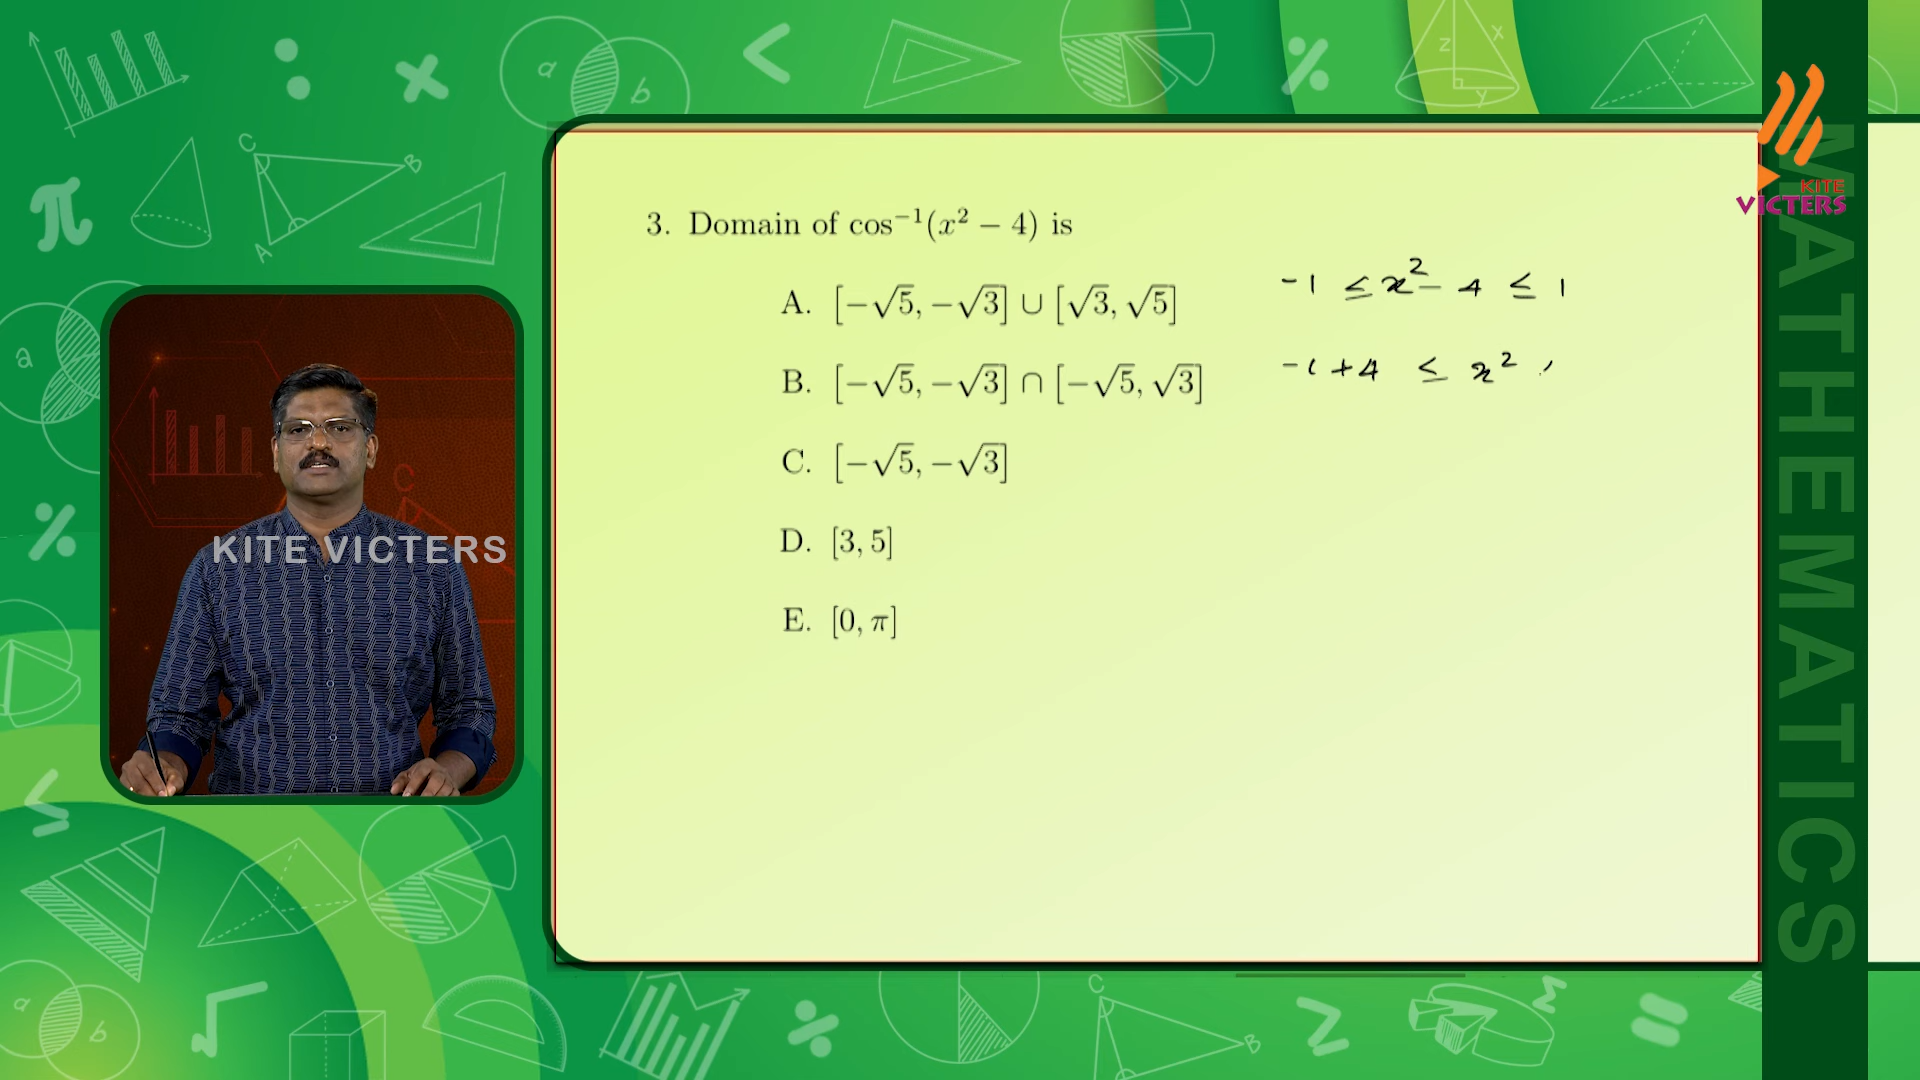 3. Domain of cos⁻¹(x² − 4) is
A. [−√5, −√3] ∪ [√3, √5]
B. [−√5, −√3] ∩ [−√5, √3]
C. [−√5, −√3]
D. [3, 5]
E. [0, π]
-1 ≤ x² - 4 ≤ 1
-1+4 ≤ x²
KITE VICTERS
KITE
VICTERS
MATHEMATICS
a b
C
B
A
a
C
z x
y
a b
C
B